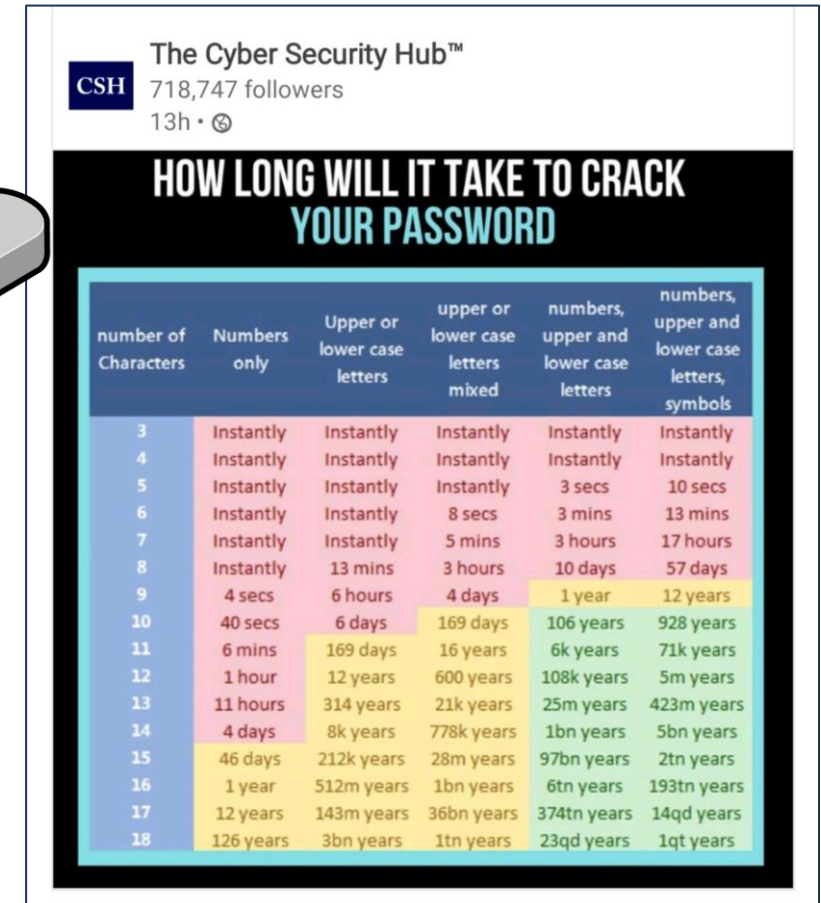 The Cyber Security Hub™
CSH
718,747 followers
13h •
HOW LONG WILL IT TAKE TO CRACK
YOUR PASSWORD
number of Characters | Numbers only | Upper or lower case letters | upper or lower case letters mixed | numbers, upper and lower case letters | numbers, upper and lower case letters, symbols
3 Instantly Instantly Instantly Instantly Instantly
4 Instantly Instantly Instantly Instantly Instantly
5 Instantly Instantly Instantly 3 secs 10 secs
6 Instantly Instantly 8 secs 3 mins 13 mins
7 Instantly Instantly 5 mins 3 hours 17 hours
8 Instantly 13 mins 3 hours 10 days 57 days
9 4 secs 6 hours 4 days 1 year 12 years
10 40 secs 6 days 169 days 106 years 928 years
11 6 mins 169 days 16 years 6k years 71k years
12 1 hour 12 years 600 years 108k years 5m years
13 11 hours 314 years 21k years 25m years 423m years
14 4 days 8k years 778k years 1bn years 5bn years
15 46 days 212k years 28m years 97bn years 2tn years
16 1 year 512m years 1bn years 6tn years 193tn years
17 12 years 143m years 36bn years 374tn years 14qd years
18 126 years 3bn years 1tn years 23qd years 1qt years